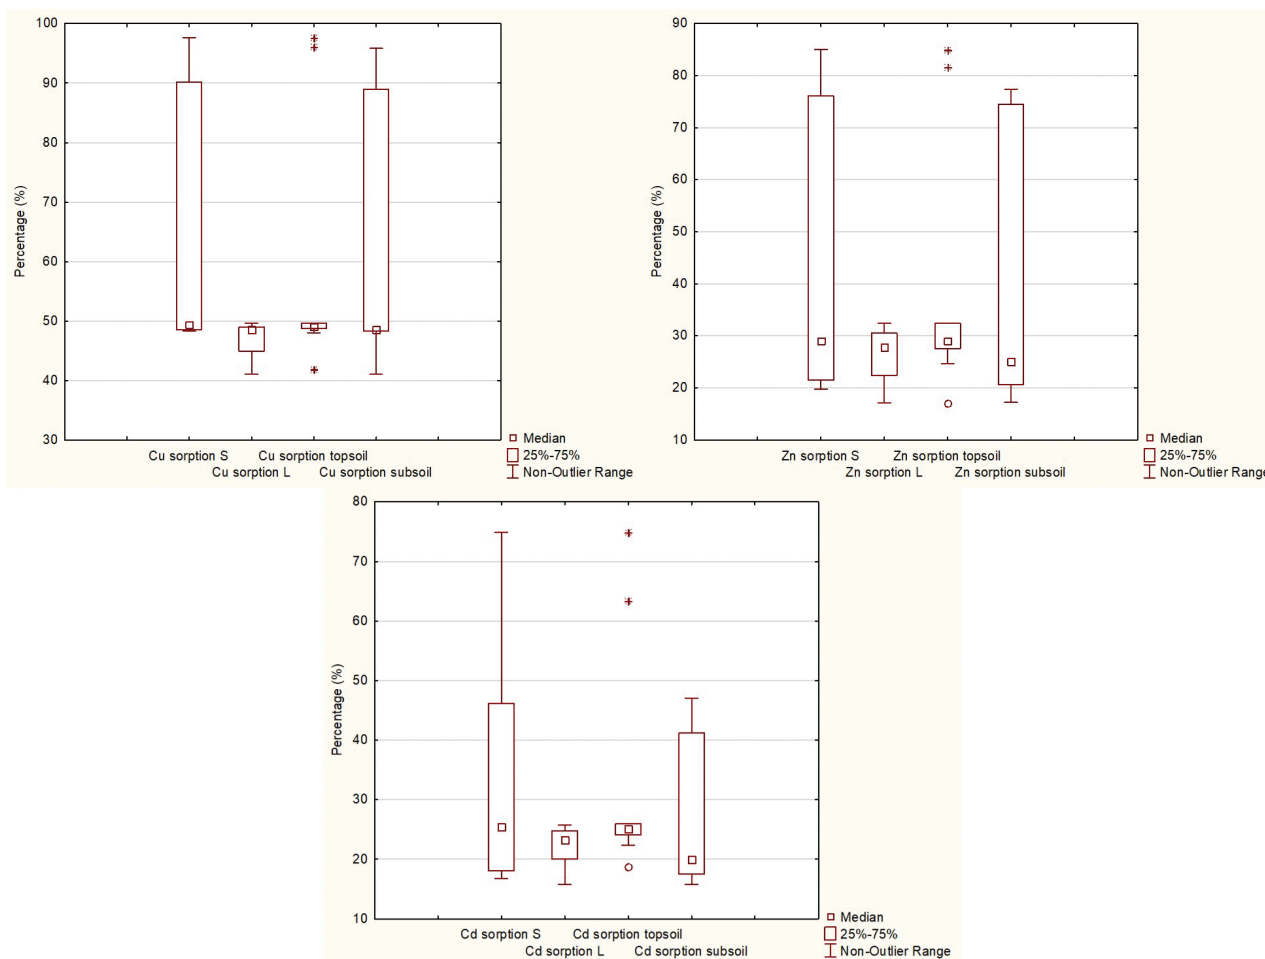 100
90
80
70
60
50
40
30
Percentage (%)
Cu sorption S Cu sorption topsoil
Cu sorption L Cu sorption subsoil
Median
25%-75%
Non-Outlier Range
90
80
70
60
50
40
30
20
10
Percentage (%)
Zn sorption S Zn sorption topsoil
Zn sorption L Zn sorption subsoil
Median
25%-75%
Non-Outlier Range
80
70
60
50
40
30
20
10
Percentage (%)
Cd sorption S Cd sorption topsoil
Cd sorption L Cd sorption subsoil
Median
25%-75%
Non-Outlier Range